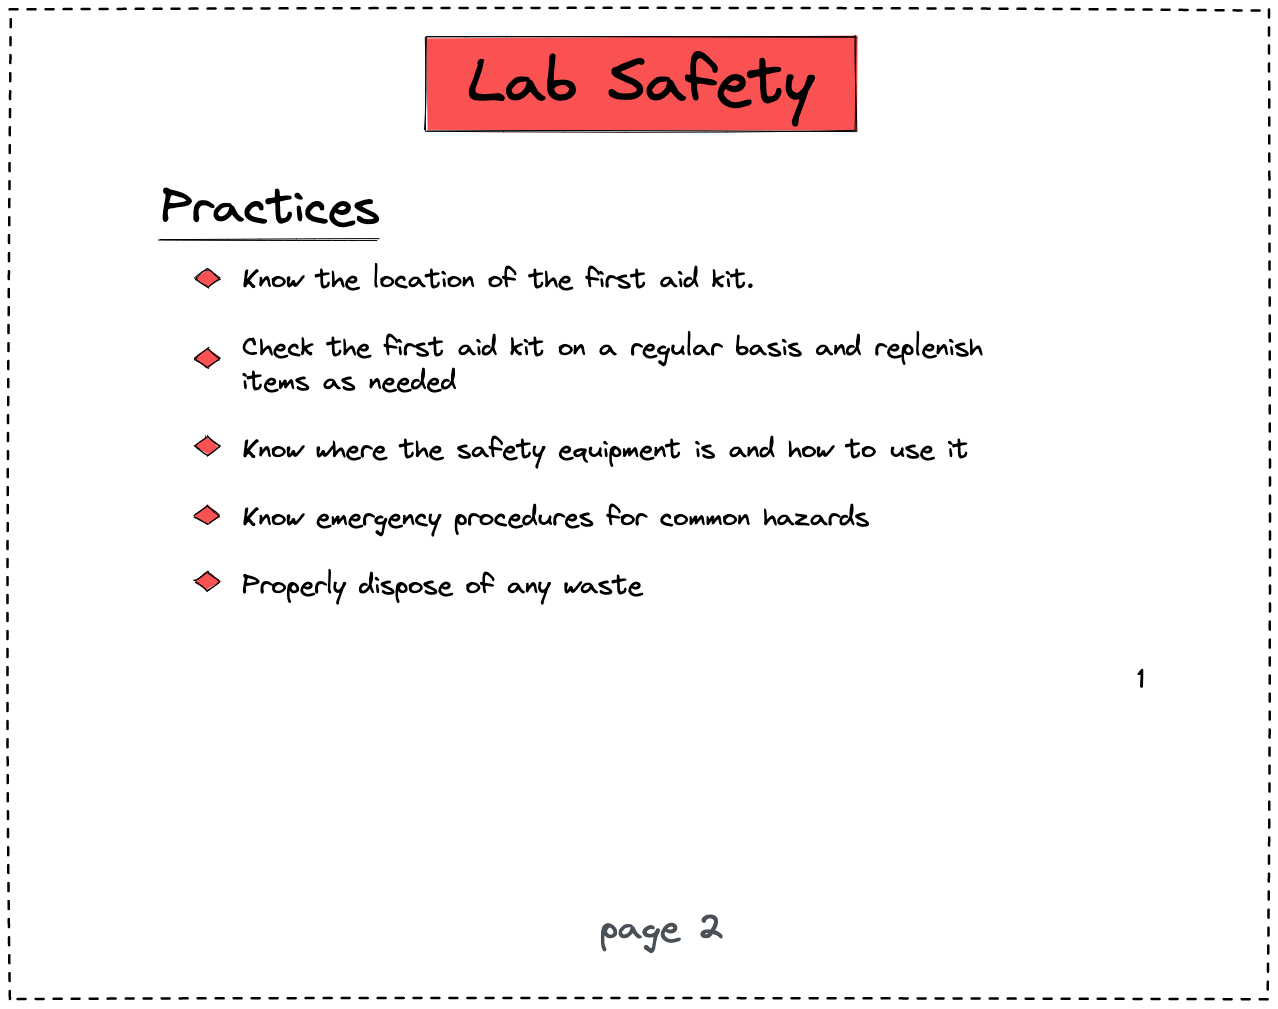 Lab Safety
Practices
Know the location of the first aid kit.
Check the first aid kit on a regular basis and replenish
items as needed
Know where the safety equipment is and how to use it
Know emergency procedures for common hazards
Properly dispose of any waste
1
page 2